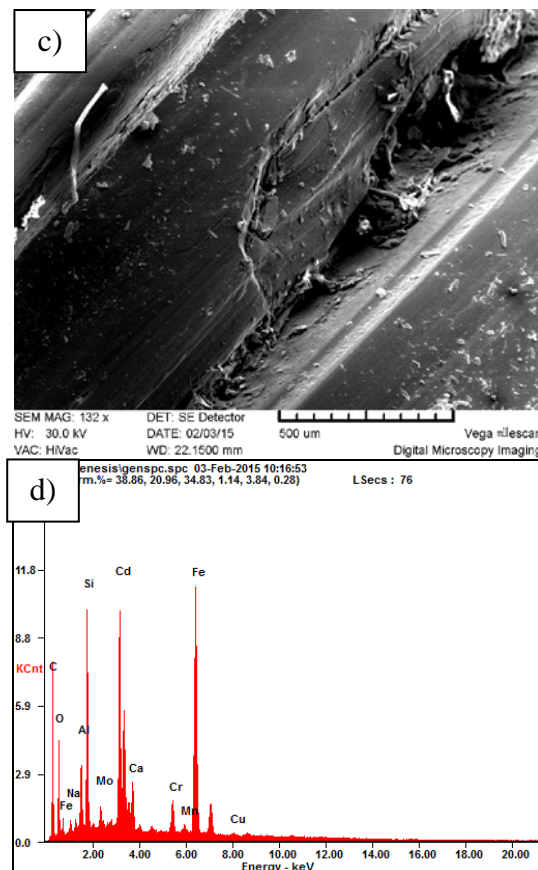 c)
SEM MAG: 132 x DET: SE Detector
HV: 30.0 kV DATE: 02/03/15 500 um Vega
VAC: HiVac WD: 22.1500 mm Digital Microscopy Imaging
d)
enesis\genspc.spc 03-Feb-2015 10:16:53
rm.%= 38.86, 20.96, 34.83, 1.14, 3.84, 0.28) LSecs : 76
11.8
Si
Cd
Fe
8.8
KCnt
C
5.9
O
Al
2.9
Fe
Na
Mo
Ca
Cr
Mn
Cu
0.0
2.00 4.00 6.00 8.00 10.00 12.00 14.00 16.00 18.00 20.00
Energy - keV